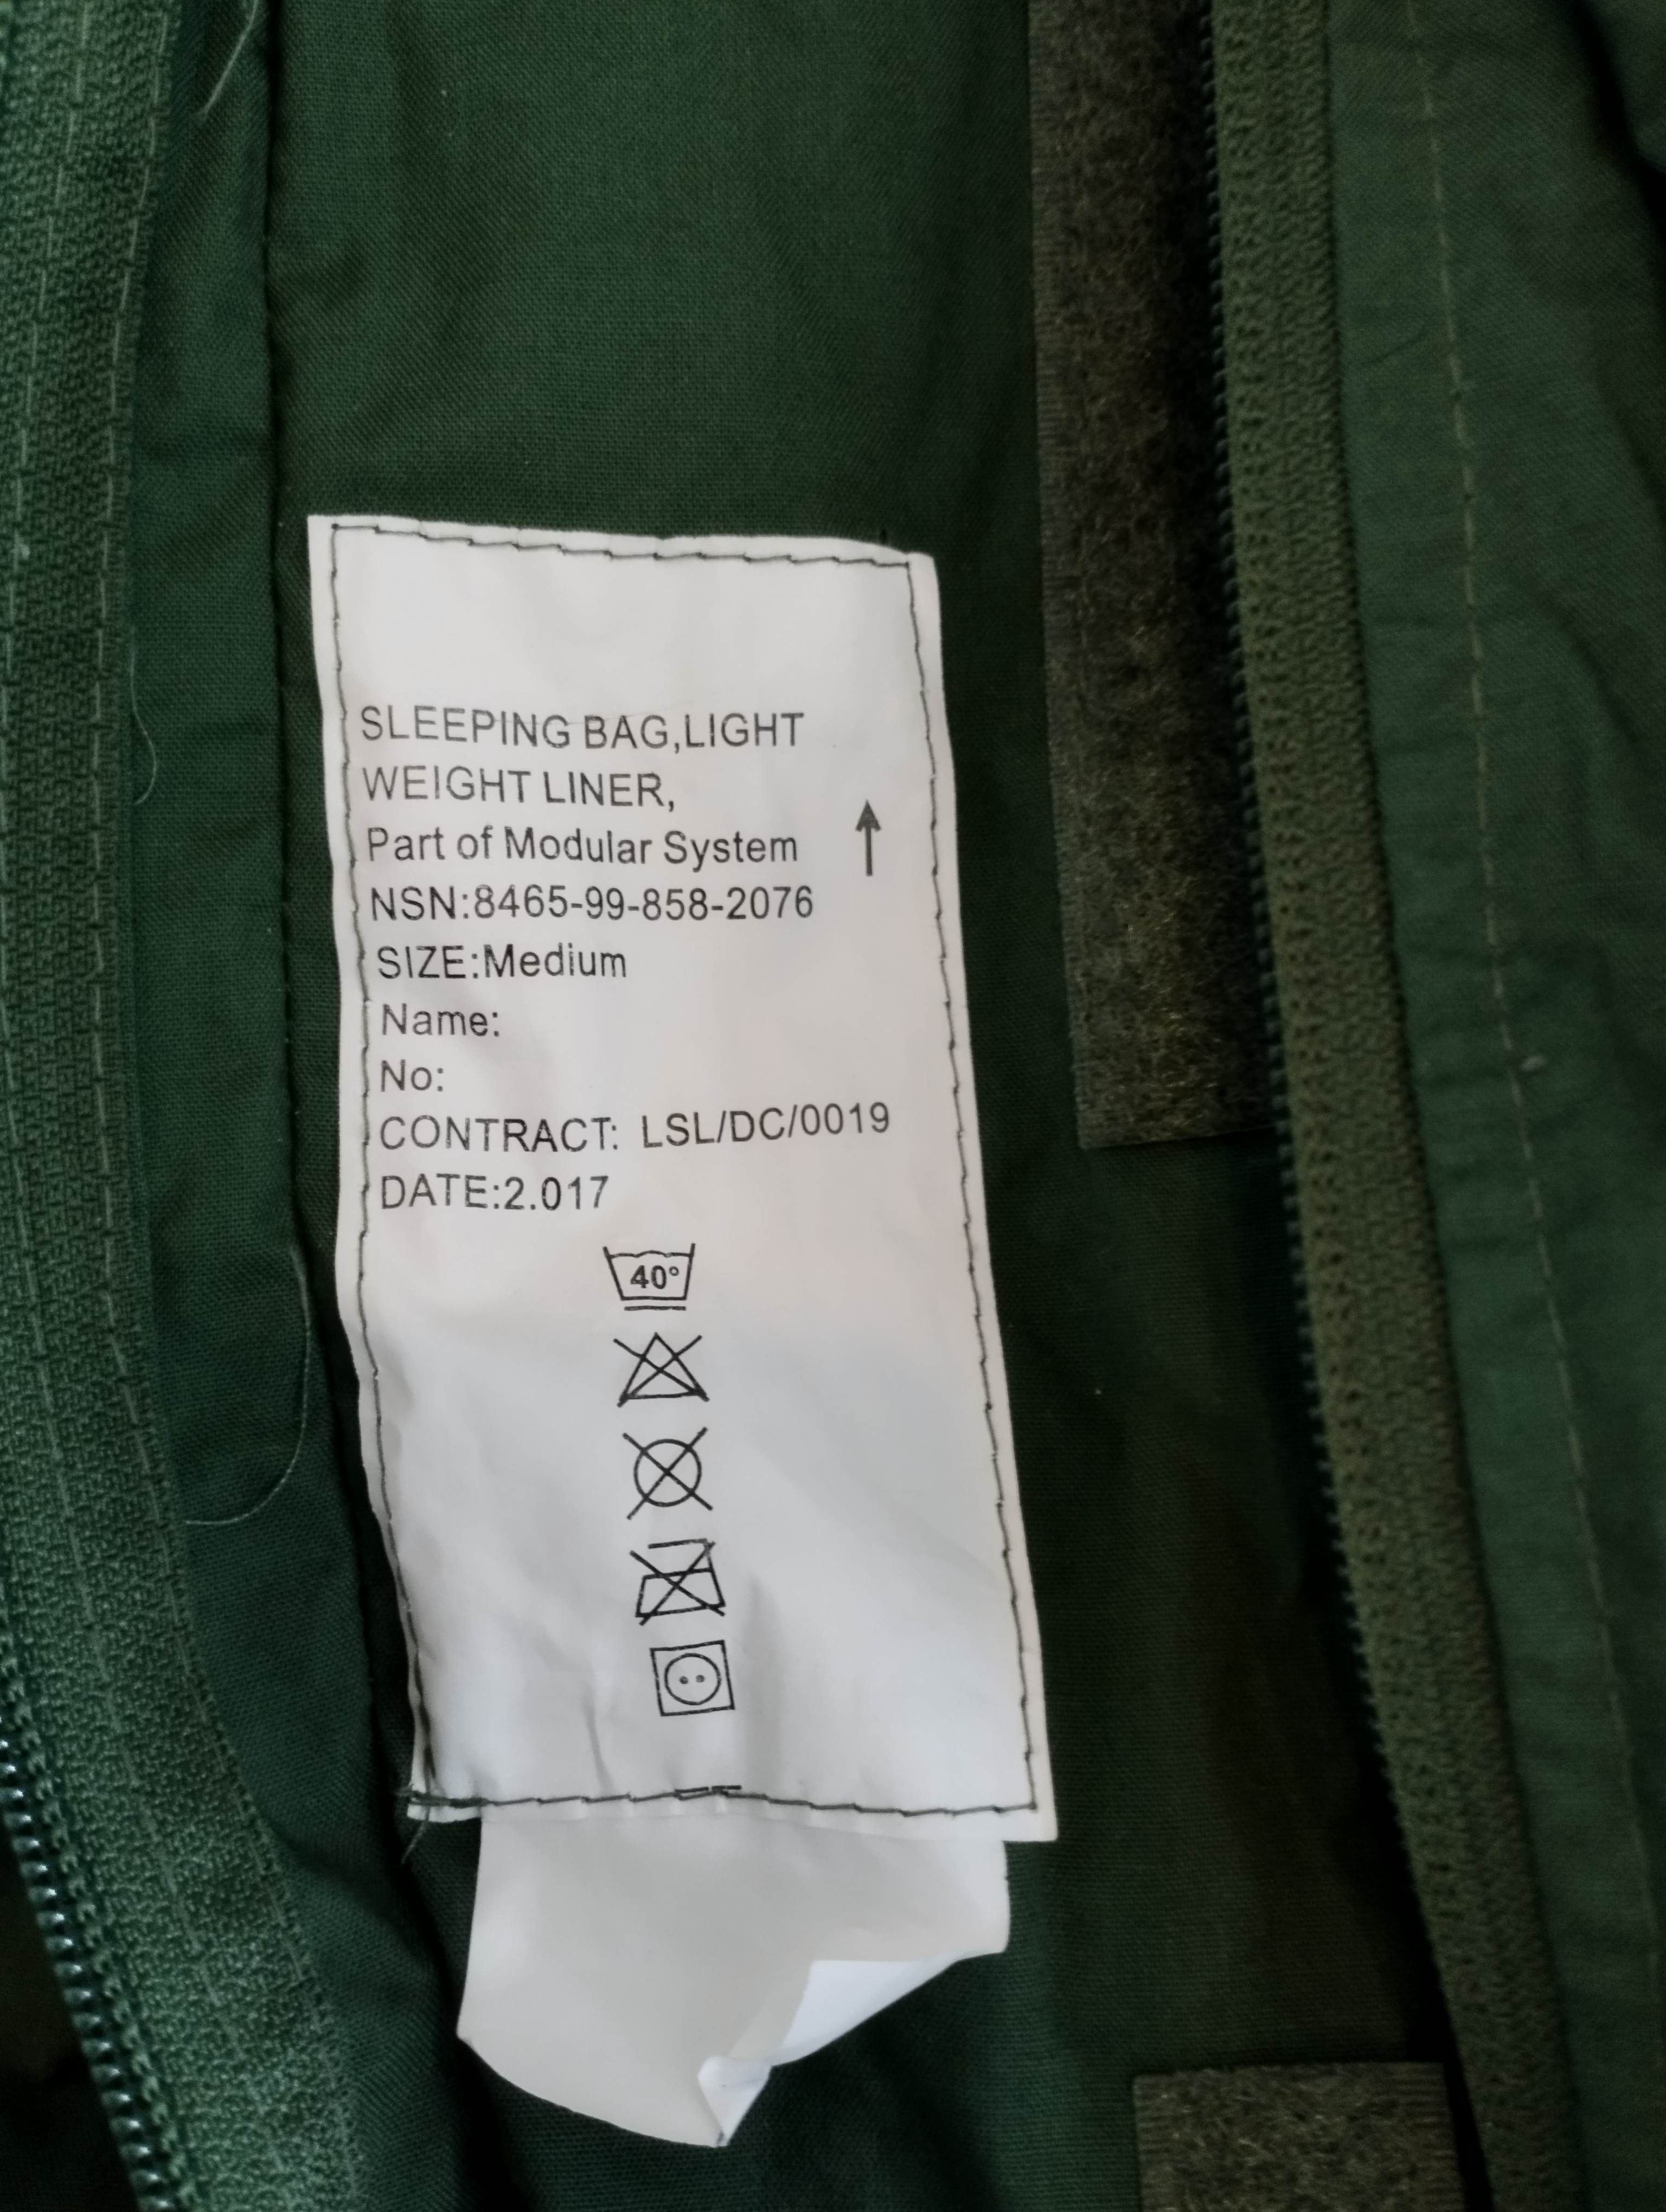 SLEEPING BAG,LIGHT
WEIGHT LINER,
Part of Modular System
NSN:8465-99-858-2076
SIZE:Medium
Name:
No:
CONTRACT: LSL/DC/0019
DATE:2.017
40°